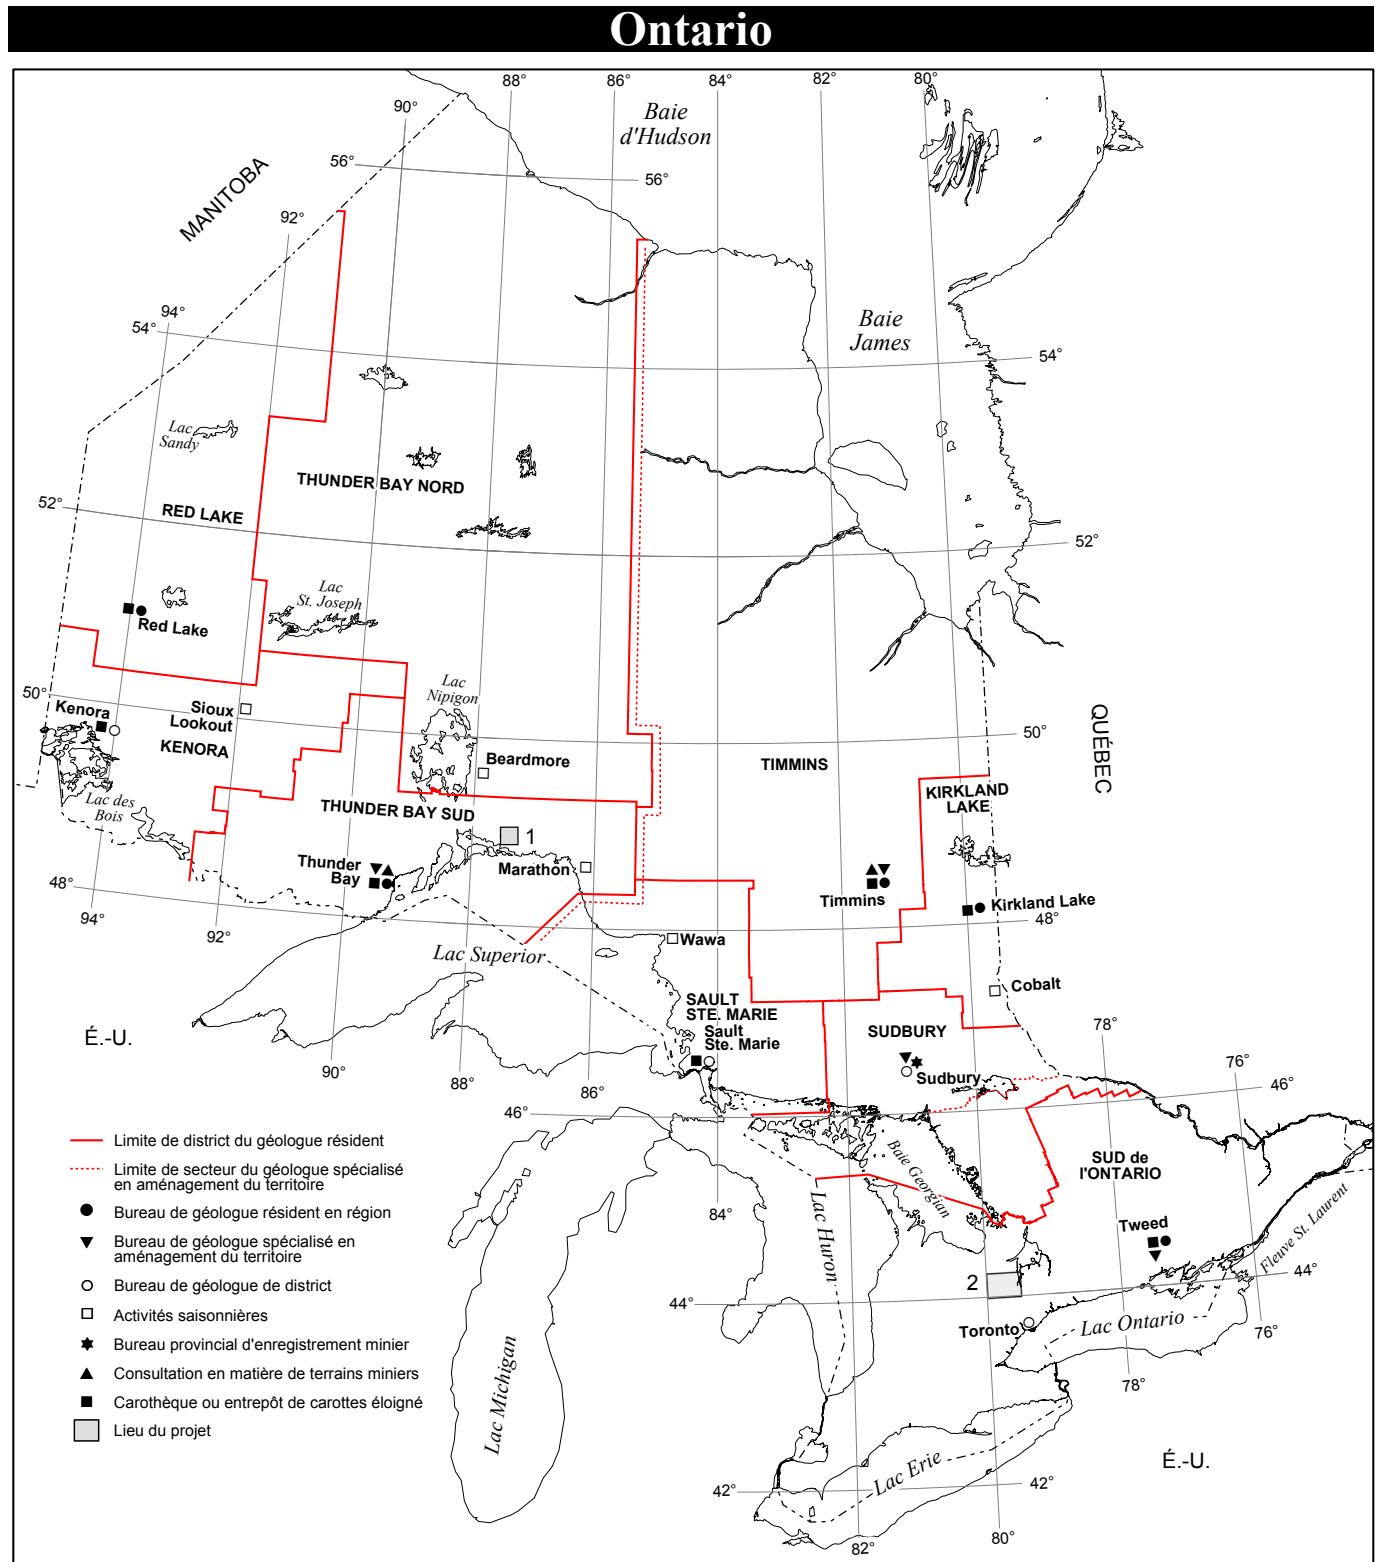 Ontario
88°
86°
84°
82°
80°
90°
Baie
d'Hudson
56°
56°
MANITOBA
92°
94°
54°
Baie
James
54°
Lac
Sandy
THUNDER BAY NORD
52°
RED LAKE
52°
Lac
St. Joseph
Red Lake
50°
Lac
Nipigon
Kenora
Sioux
Lookout
KENORA
50°
QUÉBEC
Beardmore
TIMMINS
KIRKLAND
LAKE
Lac des
Bois
THUNDER BAY SUD
1
Thunder
Bay
Marathon
48°
Timmins
Kirkland Lake
48°
94°
92°
Wawa
Lac Superior
Cobalt
SAULT
STE. MARIE
Sault
Ste. Marie
SUDBURY
78°
É.-U.
90°
88°
86°
Sudbury
76°
46°
46°
Limite de district du géologue résident
Limite de secteur du géologue spécialisé
en aménagement du territoire
Bureau de géologue résident en région
Bureau de géologue spécialisé en
aménagement du territoire
Bureau de géologue de district
Activités saisonnières
Bureau provincial d'enregistrement minier
Consultation en matière de terrains miniers
Carothèque ou entrepôt de carottes éloigné
Lieu du projet
Baie Georgian
SUD de
l'ONTARIO
84°
Lac Huron
Tweed
Fleuve St. Laurent
2
44°
44°
Toronto
Lac Ontario
76°
Lac Michigan
78°
Lac Erie
É.-U.
42°
42°
82°
80°